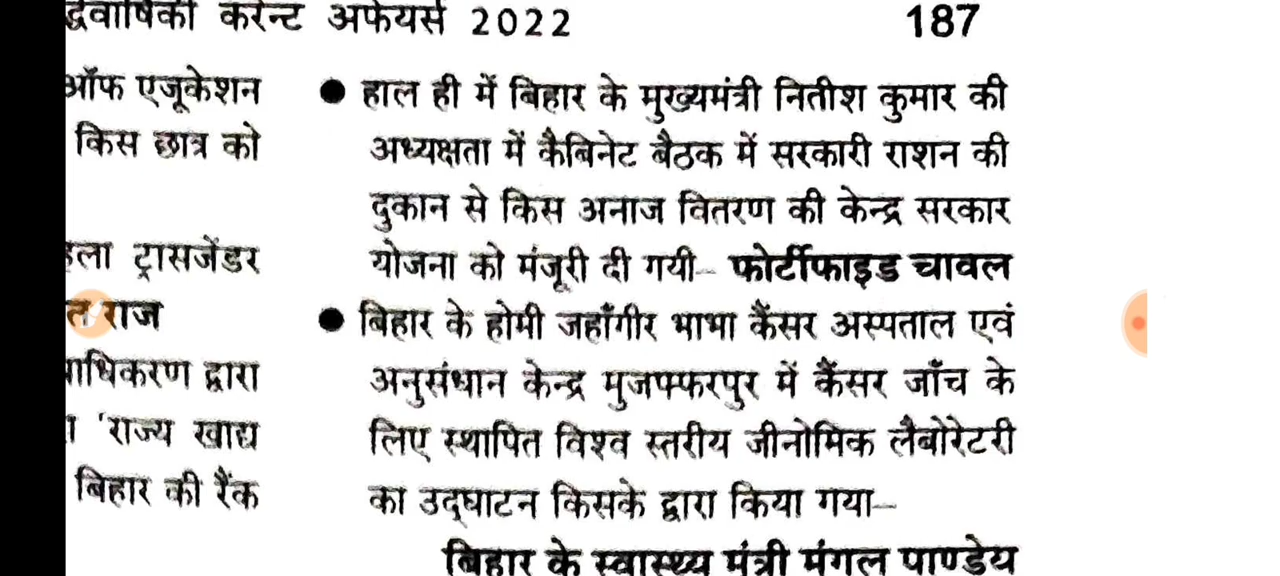 द्धवार्षिकी करेन्ट अफेयर्स 2022
187
ऑफ एजूकेशन
किस छात्र को
ट्रासजेंडर
राज
द्वारा
'राज्य खाद्य
बिहार की रैंक
● हाल ही में बिहार के मुख्यमंत्री नितीश कुमार की
अध्यक्षता में कैबिनेट बैठक में सरकारी राशन की
दुकान से किस अनाज वितरण की केन्द्र सरकार
योजना को मंजूरी दी गयी– फोर्टीफाइड चावल
● बिहार के होमी जहाँगीर भाभा कैंसर अस्पताल एवं
अनुसंधान केन्द्र मुजफ्फरपुर में कैंसर जाँच के
लिए स्थापित विश्व स्तरीय जीनोमिक लैबोरेटरी
का उद्घाटन किसके द्वारा किया गया–
बिहार के स्वास्थ्य मंत्री मंगल पाण्डेय